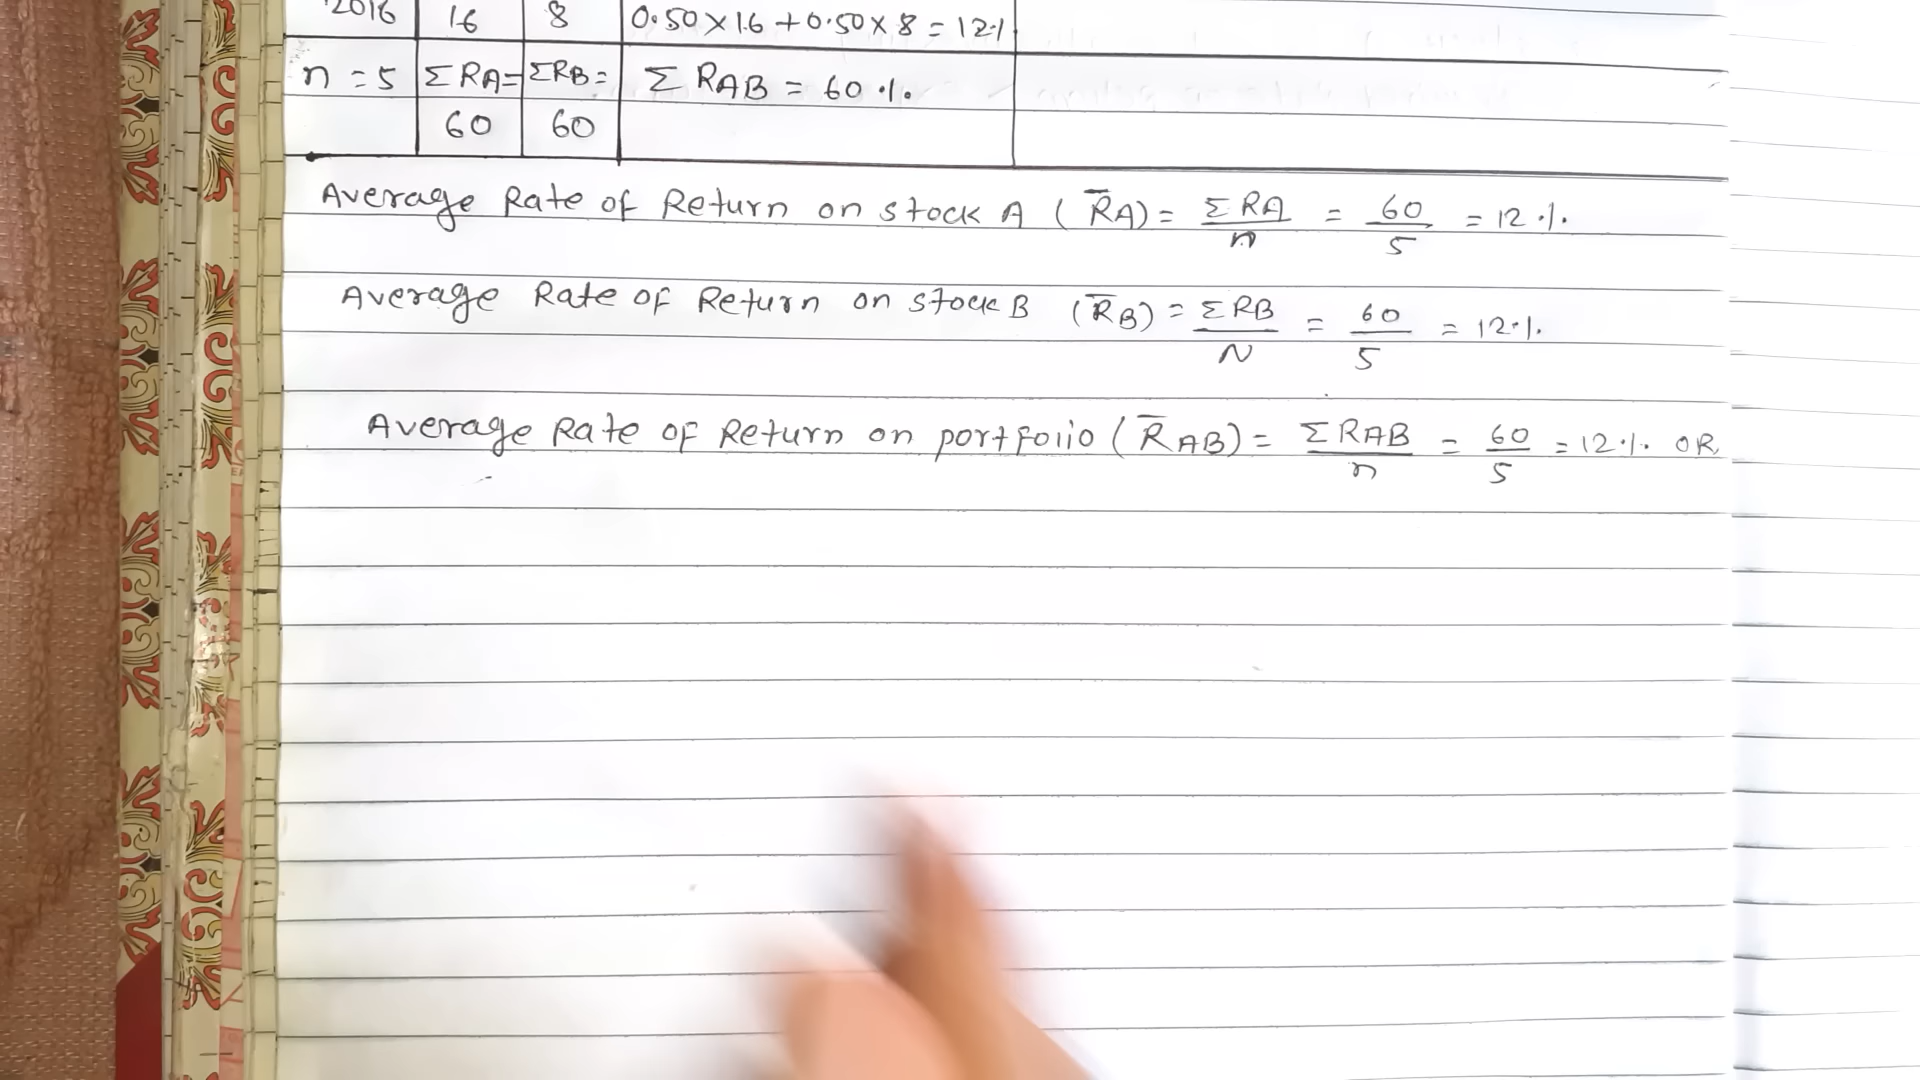 2016 16 8 0.50×16+0.50×8=12%
n=5 ΣRA= ΣRB= ΣRAB = 60%.
60 60
Average Rate of Return on stock A (R̄A) = ΣRA/n = 60/5 = 12%.
Average Rate of Return on stock B (R̄B) = ΣRB/N = 60/5 = 12%.
Average Rate of Return on portfolio (R̄AB) = ΣRAB/n = 60/5 = 12%. OR,